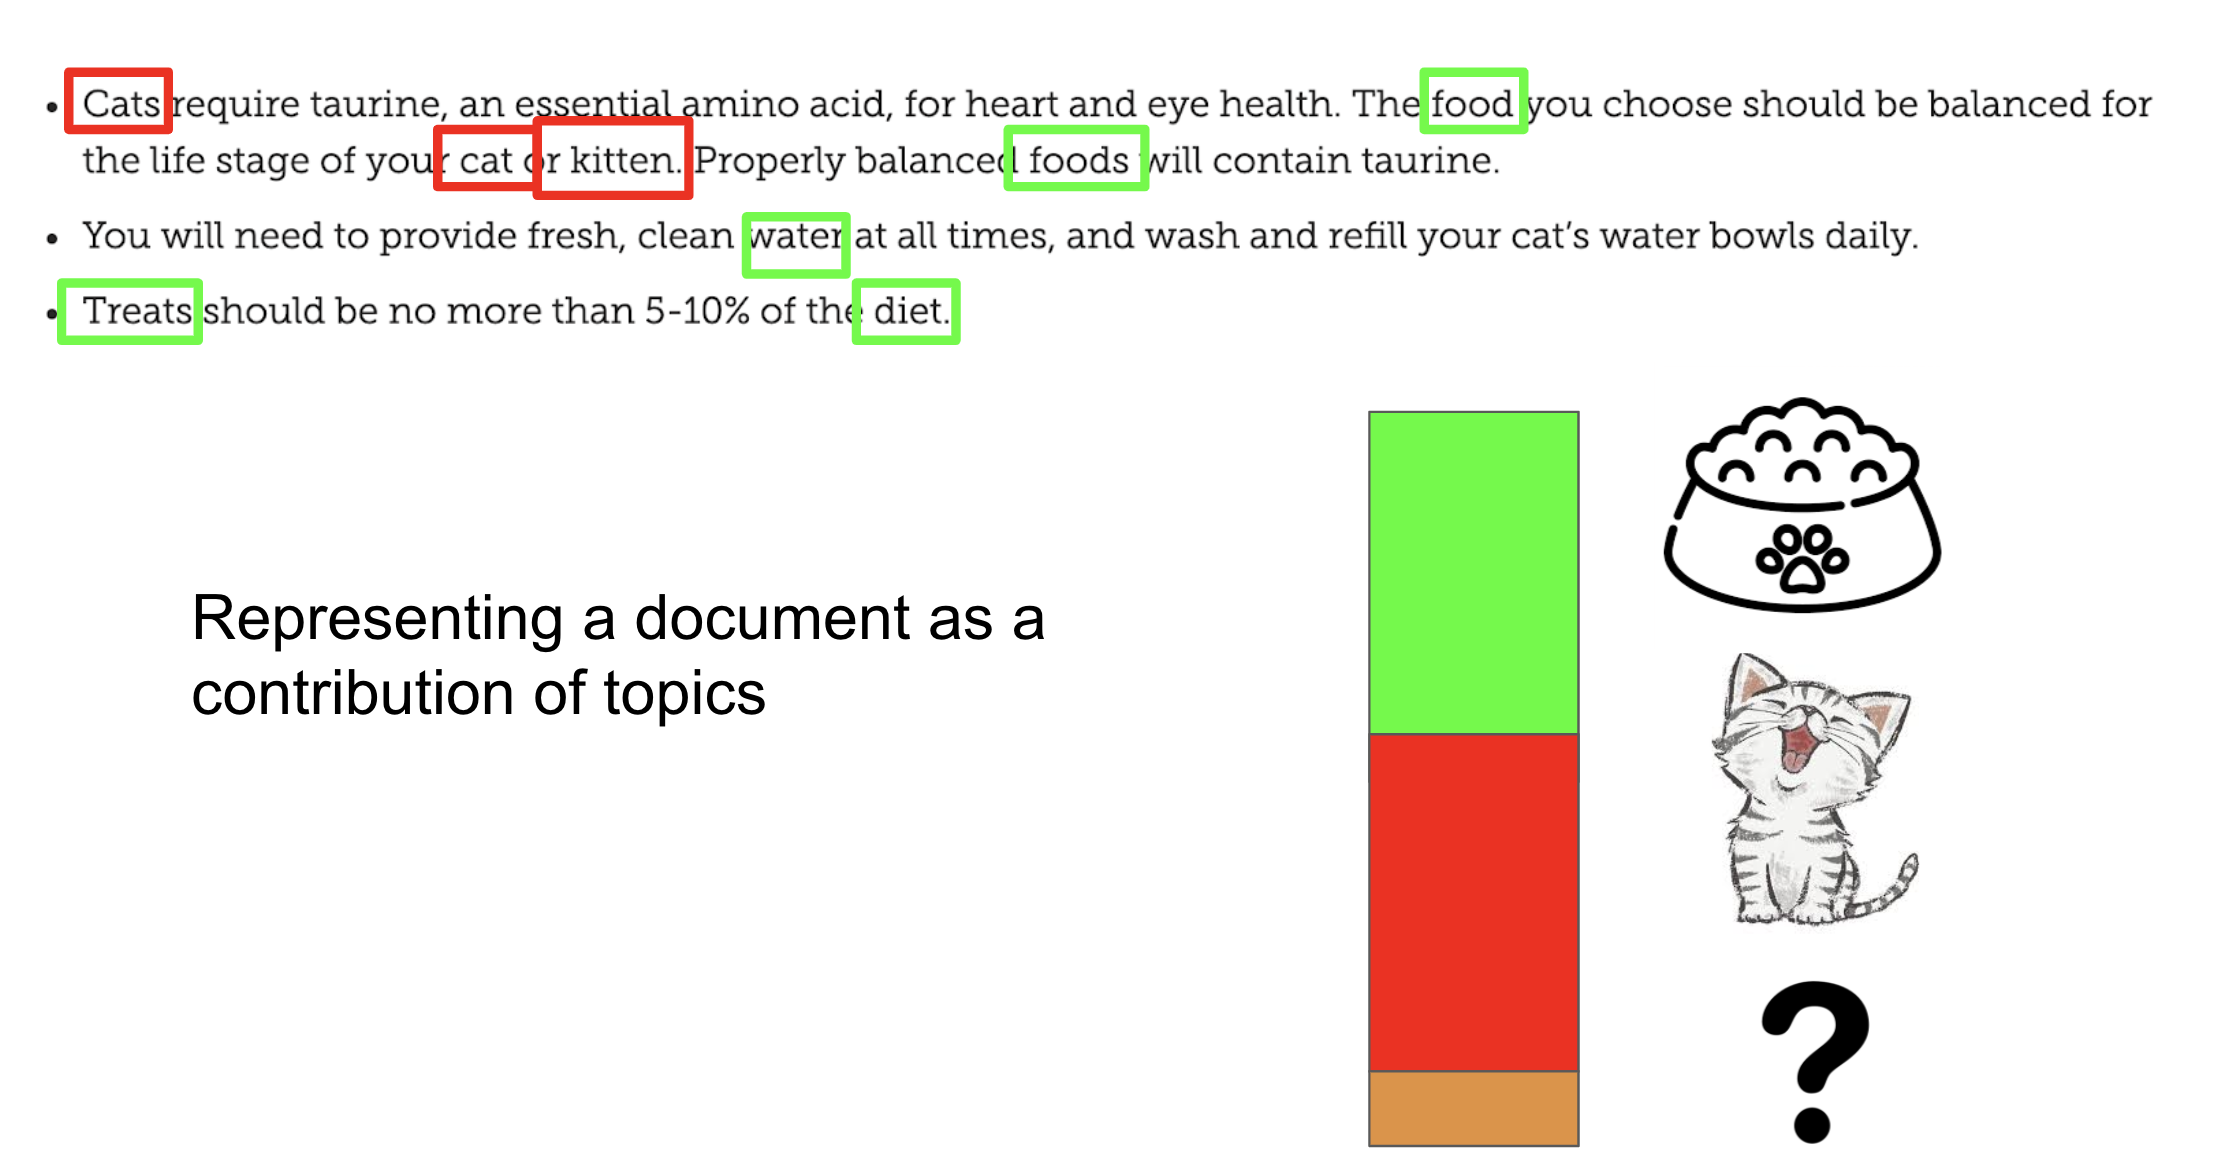 • Cats require taurine, an essential amino acid, for heart and eye health. The food you choose should be balanced for
the life stage of your cat or kitten. Properly balanced foods will contain taurine.
• You will need to provide fresh, clean water at all times, and wash and refill your cat’s water bowls daily.
• Treats should be no more than 5-10% of the diet.
Representing a document as a
contribution of topics
?